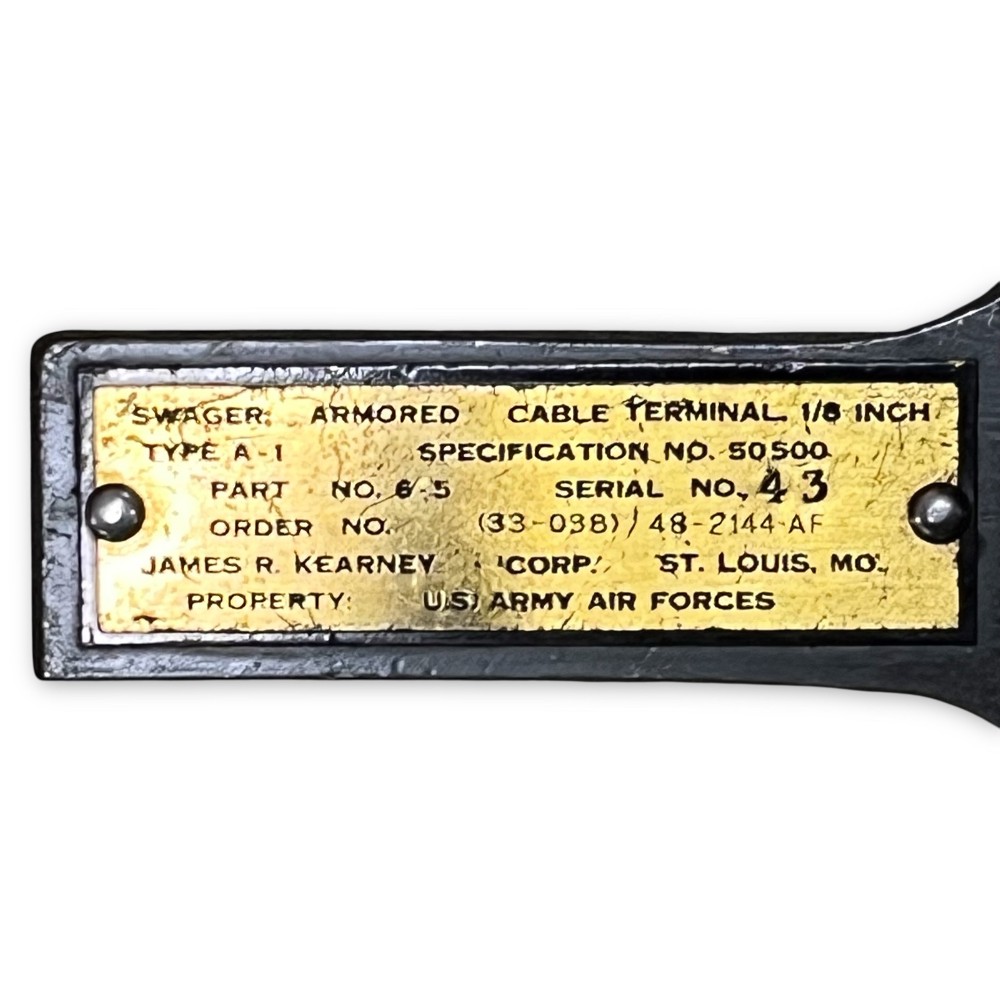 SWAGER: ARMORED CABLE TERMINAL 1/8 INCH
TYPE A-1 SPECIFICATION NO. 50500
PART NO. 6-5 SERIAL NO. 43
ORDER NO. (33-038) 48-2144-AF
JAMES R. KEARNEY CORP. ST. LOUIS, MO.
PROPERTY: U.S. ARMY AIR FORCES